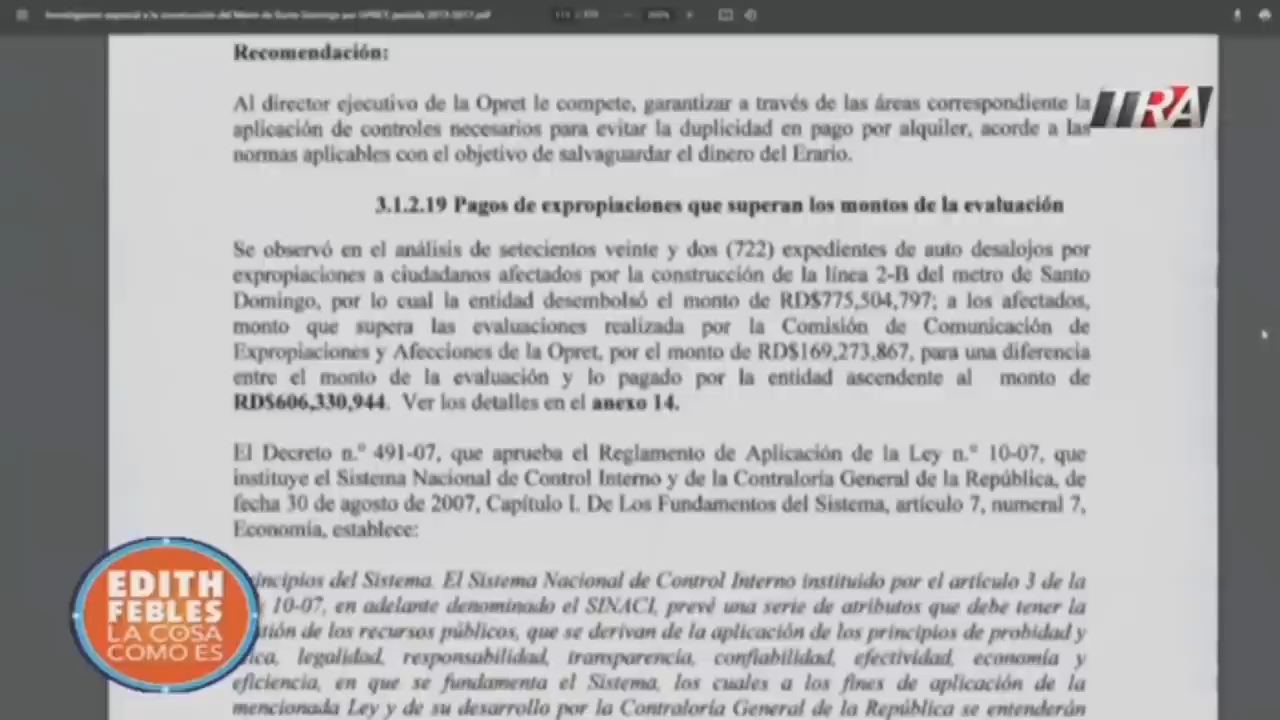 Recomendación:
Al director ejecutivo de la Opret le compete, garantizar a través de las áreas correspondiente la
aplicación de controles necesarios para evitar la duplicidad en pago por alquiler, acorde a las
normas aplicables con el objetivo de salvaguardar el dinero del Erario.
TRA
3.1.2.19 Pagos de expropiaciones que superan los montos de la evaluación
Se observó en el análisis de setecientos veinte y dos (722) expedientes de auto desalojos por
expropiaciones a ciudadanos afectados por la construcción de la línea 2-B del metro de Santo
Domingo, por lo cual la entidad desembolsó el monto de RD$775,504,797; a los afectados,
monto que supera las evaluaciones realizada por la Comisión de Comunicación de
Expropiaciones y Afecciones de la Opret, por el monto de RD$169,273,867, para una diferencia
entre el monto de la evaluación y lo pagado por la entidad ascendente al monto de
RD$606,330,944. Ver los detalles en el anexo 14.
El Decreto n.º 491-07, que aprueba el Reglamento de Aplicación de la Ley n.º 10-07, que
instituye el Sistema Nacional de Control Interno y de la Contraloría General de la República, de
fecha 30 de agosto de 2007, Capítulo I. De Los Fundamentos del Sistema, artículo 7, numeral 7,
Economía, establece:
incipios del Sistema. El Sistema Nacional de Control Interno instituido por el artículo 3 de la
10-07, en adelante denominado el SINACI, prevé una serie de atributos que debe tener la
tión de los recursos públicos, que se derivan de la aplicación de los principios de probidad y
ica, legalidad, responsabilidad, transparencia, confiabilidad, efectividad, economía y
eficiencia, en que se fundamenta el Sistema, los cuales a los fines de aplicación de la
mencionada Ley y de su desarrollo por la Contraloría General de la República se entenderán
EDITH
FEBLES
LA COSA
COMO ES